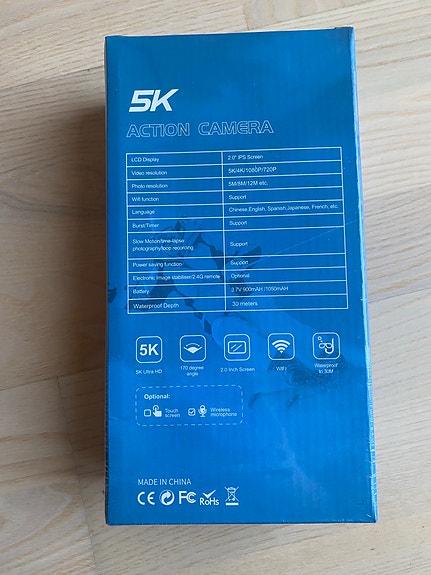 5K
ACTION CAMERA
LCD Display 2.0" IPS Screen
Video resolution 5K/4K/1080P/720P
Photo resolution 5M/8M/12M etc.
Wifi function Support
Language Chinese,English, Spanish,Japanese, French, etc.
Burst/Timer Support
Slow Motion/time-lapse
photography/loop recording Support
Power saving function Support
Electronic image stabiliser/2.4G remote Optional
Battery 3.7V 900mAH /1050mAH
Waterproof Depth 30 meters
5K
5K Ultra HD 170 degree angle 2.0 Inch Screen WIFI Waterproof to 30M
Optional:
Touch screen Wireless microphone
MADE IN CHINA
CE FC RoHS